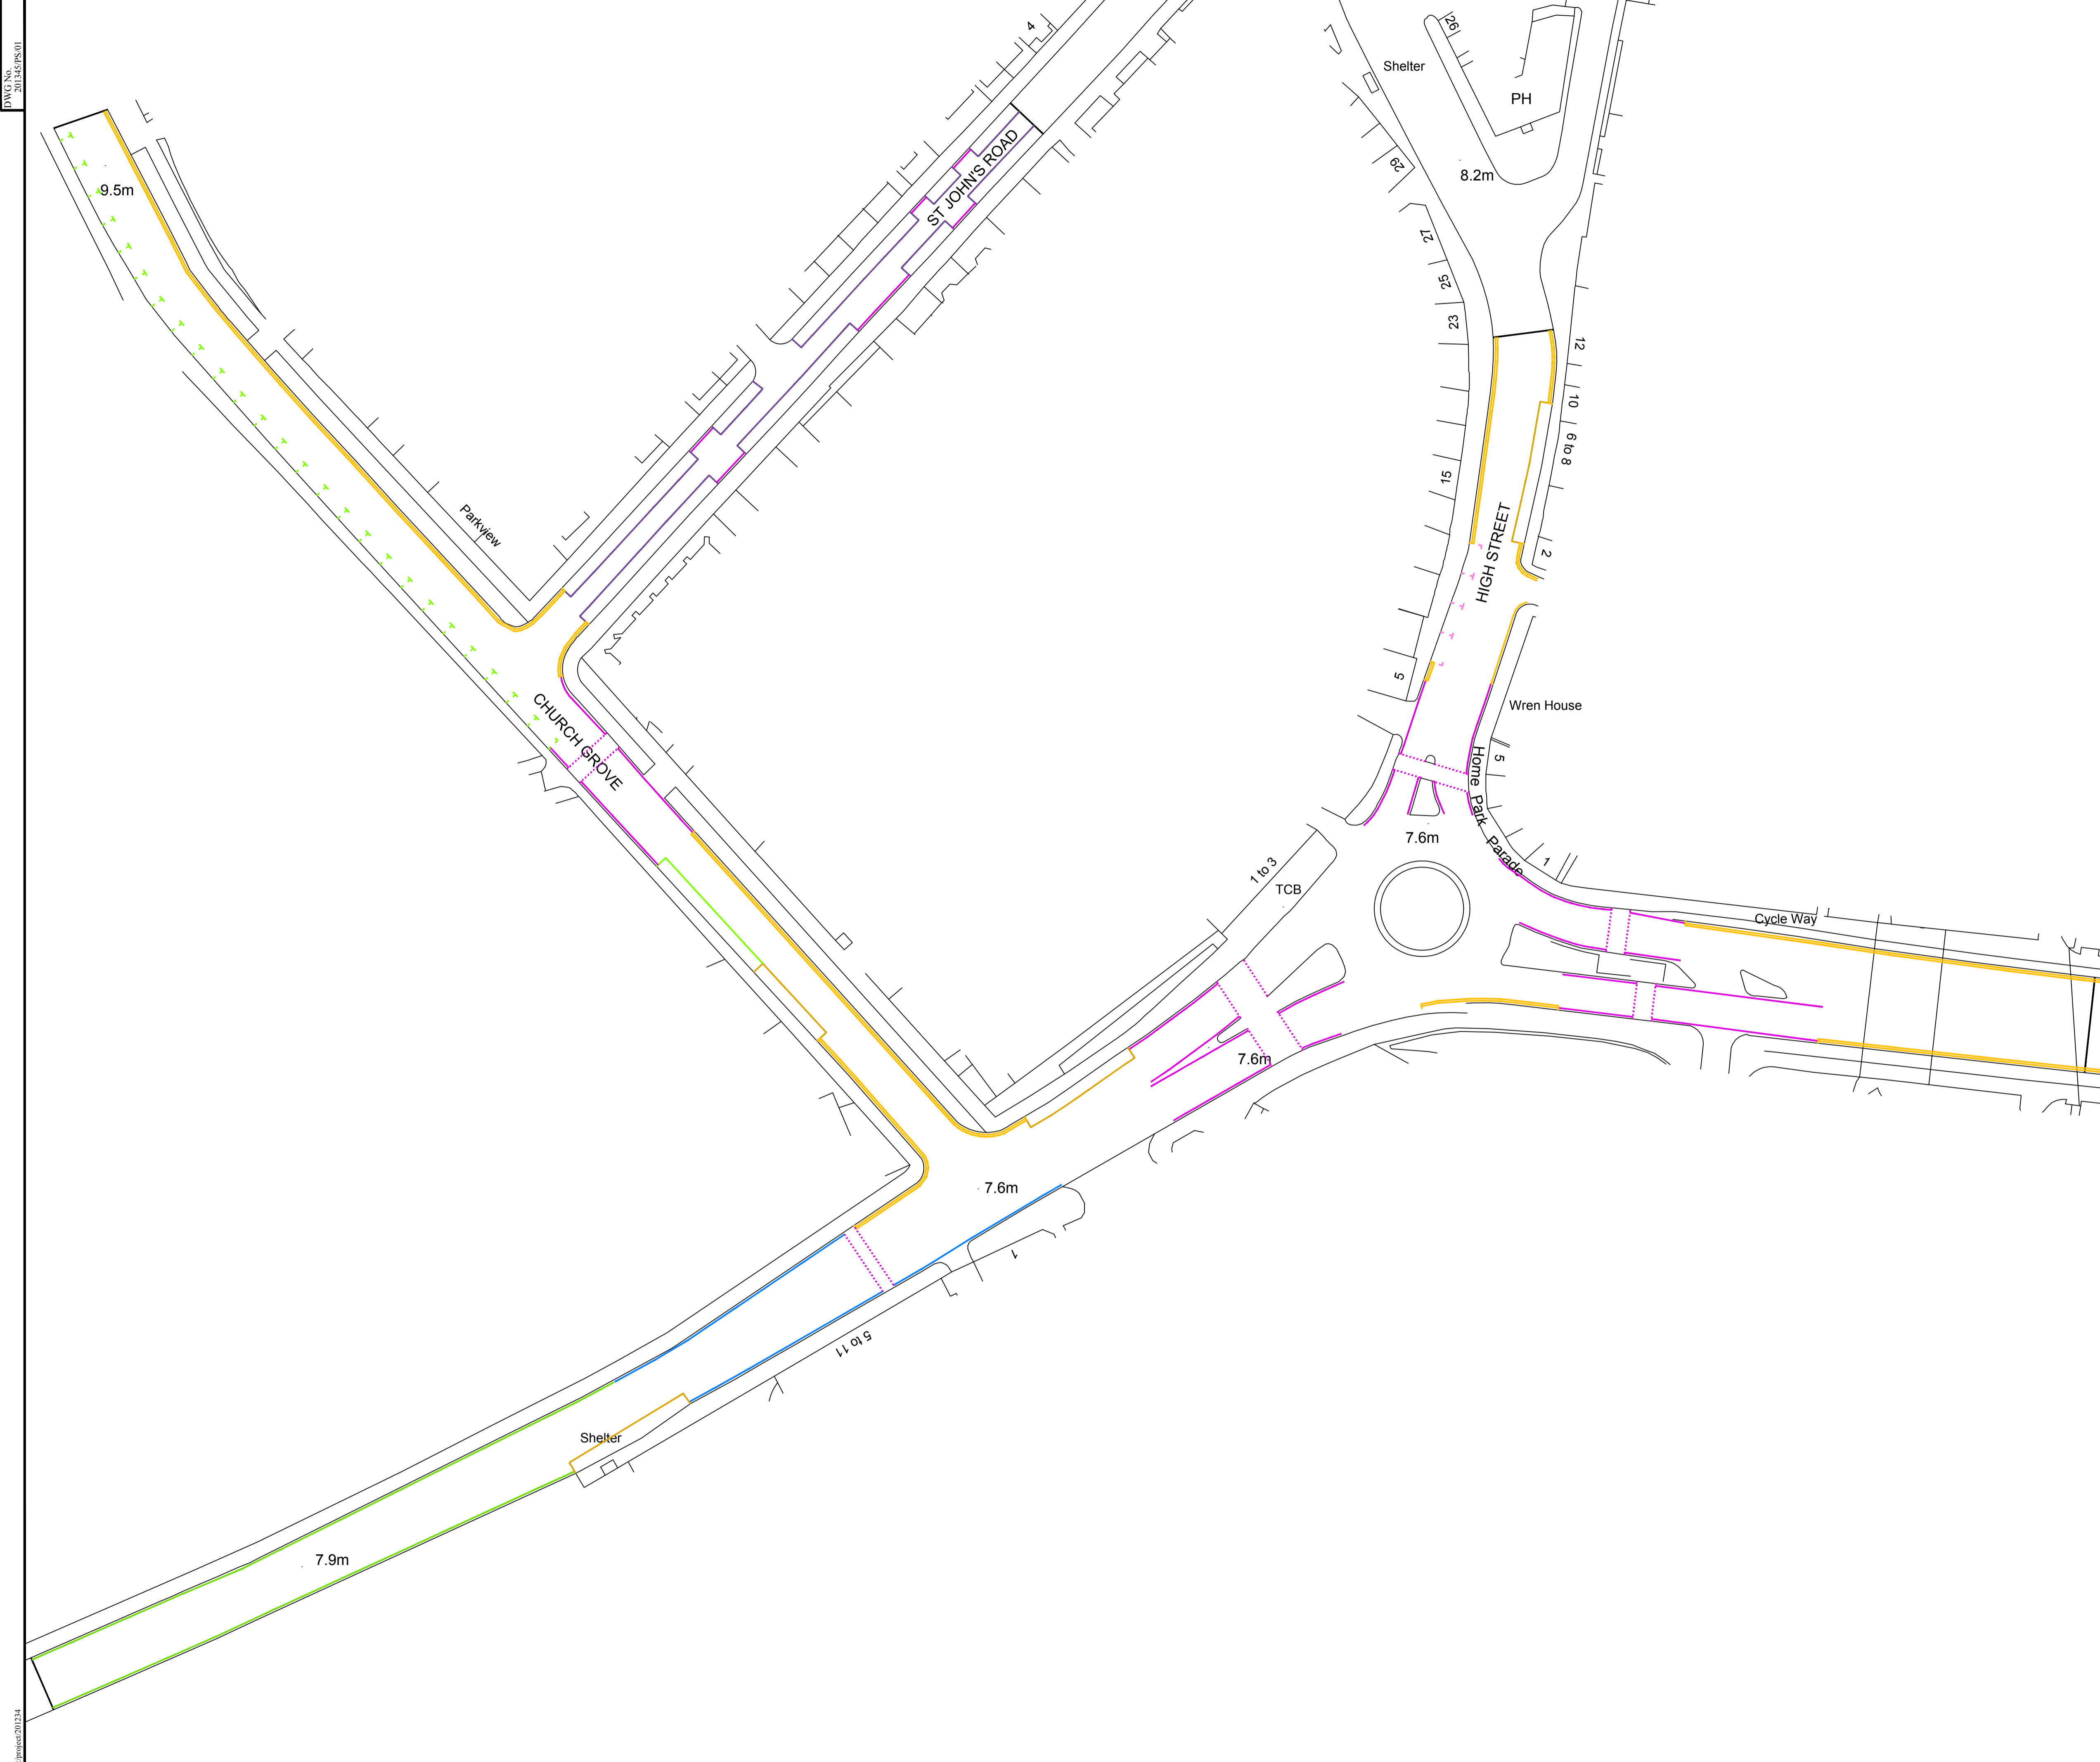 DWG No.
201345/PS/01
4
26
Shelter
PH
ST JOHN'S ROAD
29
9.5m
8.2m
27
25
23
12
10
6 to 8
15
Parkview
HIGH STREET
2
5
Wren House
CHURCH GROVE
Home Park Parade
5
7.6m
1
1 to 3
TCB
Cycle Way
7.6m
7.6m
1
5 to 11
Shelter
7.9m